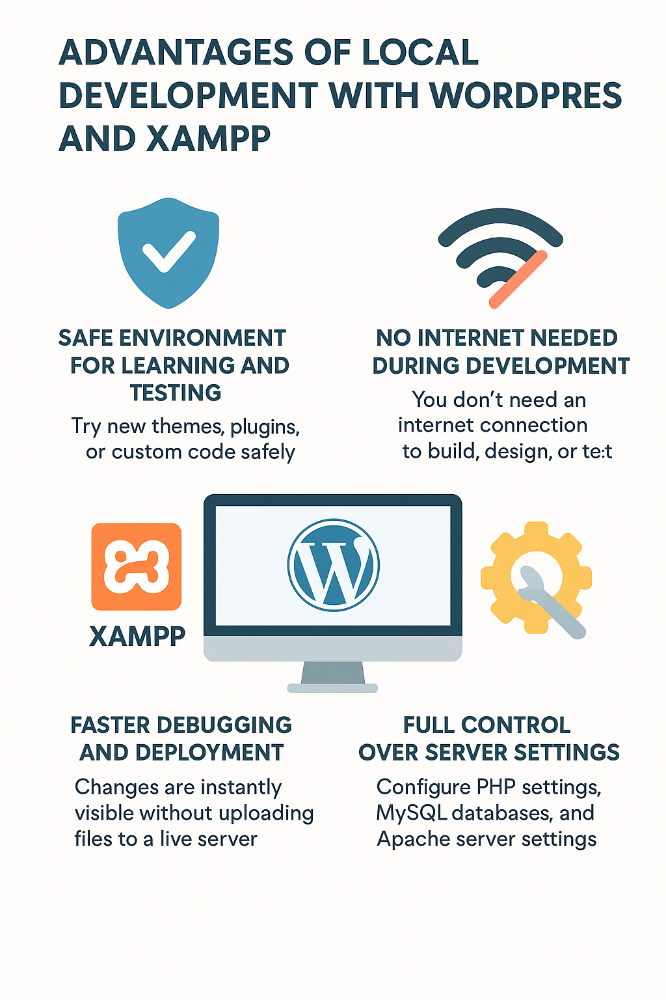 ADVANTAGES OF LOCAL
DEVELOPMENT WITH WORDPRES
AND XAMPP
SAFE ENVIRONMENT
FOR LEARNING AND
TESTING
Try new themes, plugins,
or custom code safely
NO INTERNET NEEDED
DURING DEVELOPMENT
You don't need an
internet connection
to build, design, or te:t
XAMPP
W
FASTER DEBUGGING
AND DEPLOYMENT
Changes are instantly
visible without uploading
files to a live server
FULL CONTROL
OVER SERVER SETTINGS
Configure PHP settings,
MySQL databases, and
Apache server settings